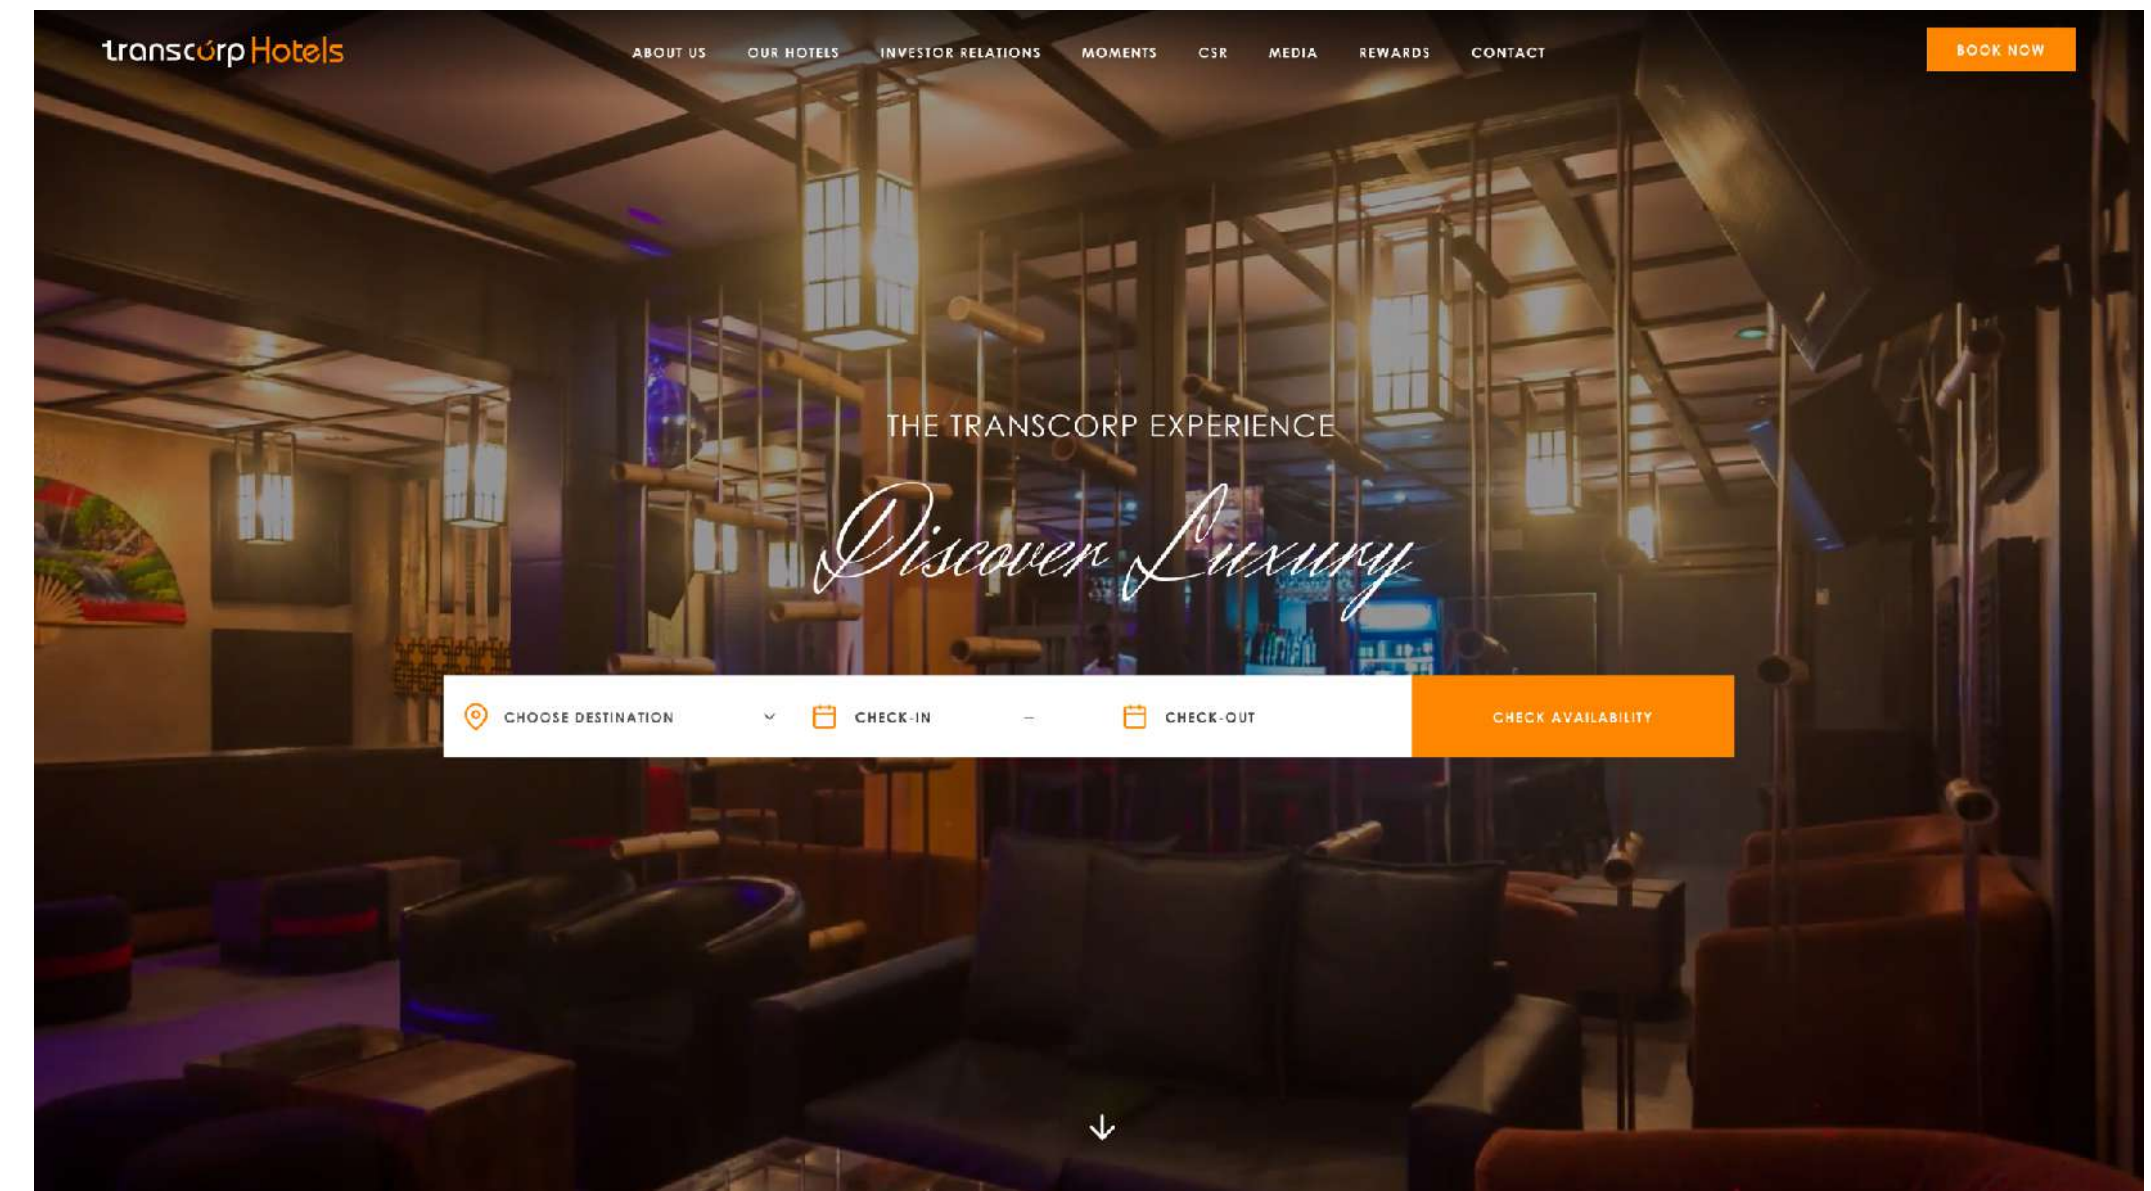 transcorp Hotels
ABOUT US OUR HOTELS INVESTOR RELATIONS MOMENTS CSR MEDIA REWARDS CONTACT
BOOK NOW
THE TRANSCORP EXPERIENCE
Discover Luxury
CHOOSE DESTINATION
CHECK-IN – CHECK-OUT
CHECK AVAILABILITY